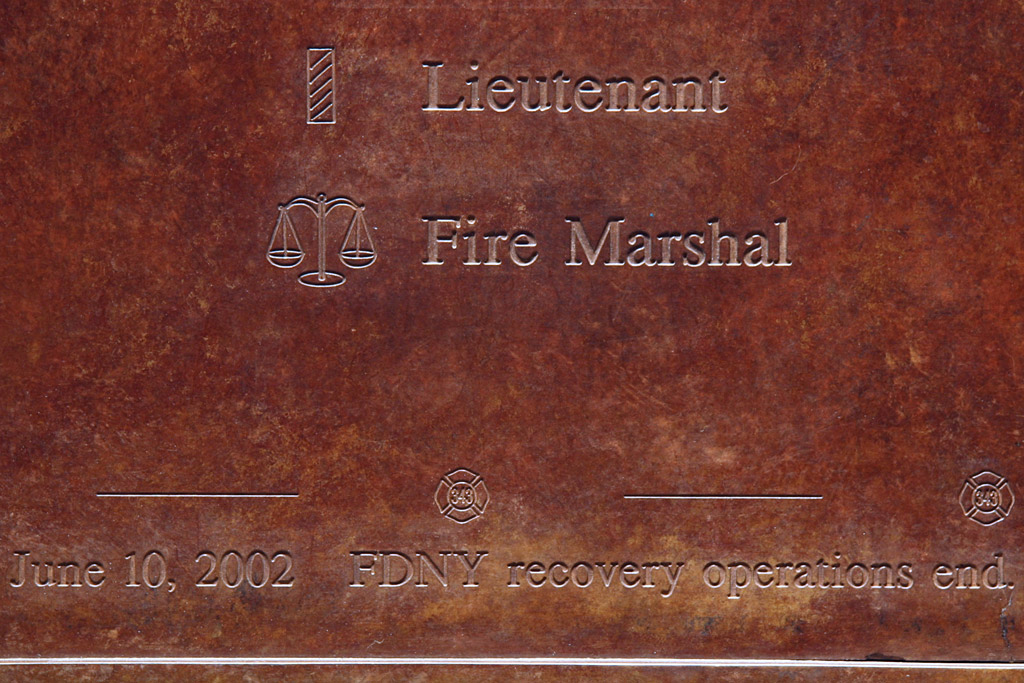 Lieutenant
Fire Marshal
343 343
June 10, 2002 FDNY recovery operations end.